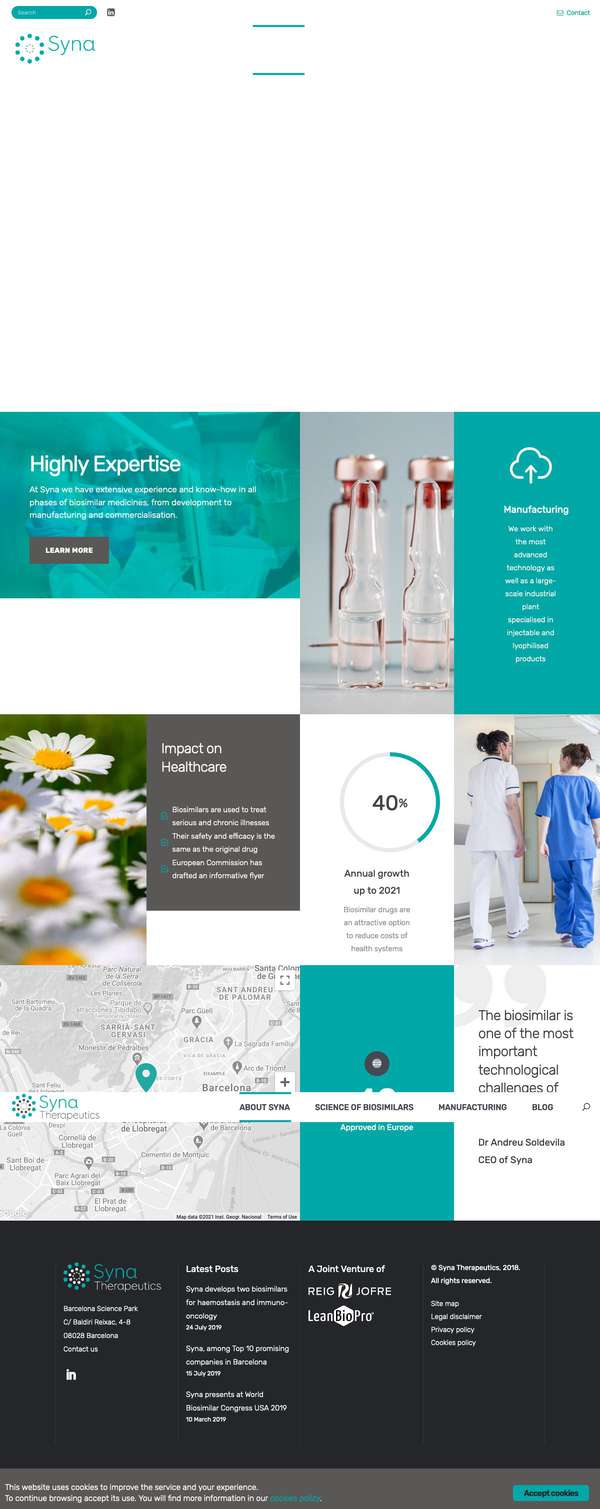 Search
Contact
Syna
Highly Expertise
At Syna we have extensive experience and know-how in all
phases of biosimilar medicines, from development to
manufacturing and commercialisation.
LEARN MORE
Manufacturing
We work with
the most
advanced
technology as
well as a large-
scale industrial
plant
specialised in
injectable and
lyophilised
products
Impact on
Healthcare
Biosimilars are used to treat
serious and chronic illnesses
Their safety and efficacy is the
same as the original drug
European Commission has
drafted an informative flyer
40%
Annual growth
up to 2021
Biosimilar drugs are
an attractive option
to reduce costs of
health systems
Parc Natural
de la Serra de
Collserola
Les Planes
Sant Bartomeu
de la Quadra
Parque de
atracciones Tibidabo
SARRIÀ-SANT
GERVASI
Monestir de Pedralbes
SANT ANDREU
DE PALOMAR
Parc Güell
GRÀCIA
VILA DE GRÀCIA
Arc de Triomf
Barcelona
Sant Feliu
Cornellà de
Llobregat
Cementiri de Montjuïc
Sant Boi de
Llobregat
Parc Agrari del
Baix Llobregat
El Prat de
Llobregat
Map data ©2021 Inst. Geogr. Nacional
Terms of Use
The biosimilar is
one of the most
important
technological
challenges of
Syna
Therapeutics
ABOUT SYNA
SCIENCE OF BIOSIMILARS
MANUFACTURING
BLOG
Approved in Europe
Dr Andreu Soldevila
CEO of Syna
Syna
Therapeutics
Barcelona Science Park
C/ Baldiri Reixac, 4-8
08028 Barcelona
Contact us
Latest Posts
Syna develops two biosimilars
for haemostasis and immuno-
oncology
24 July 2019
Syna, among Top 10 promising
companies in Barcelona
15 July 2019
Syna presents at World
Biosimilar Congress USA 2019
10 March 2019
A Joint Venture of
REIG JOFRE
LeanBioPro
© Syna Therapeutics, 2018.
All rights reserved.
Site map
Legal disclaimer
Privacy policy
Cookies policy
This website uses cookies to improve the service and your experience.
To continue browsing accept its use. You will find more information in our cookies policy.
Accept cookies